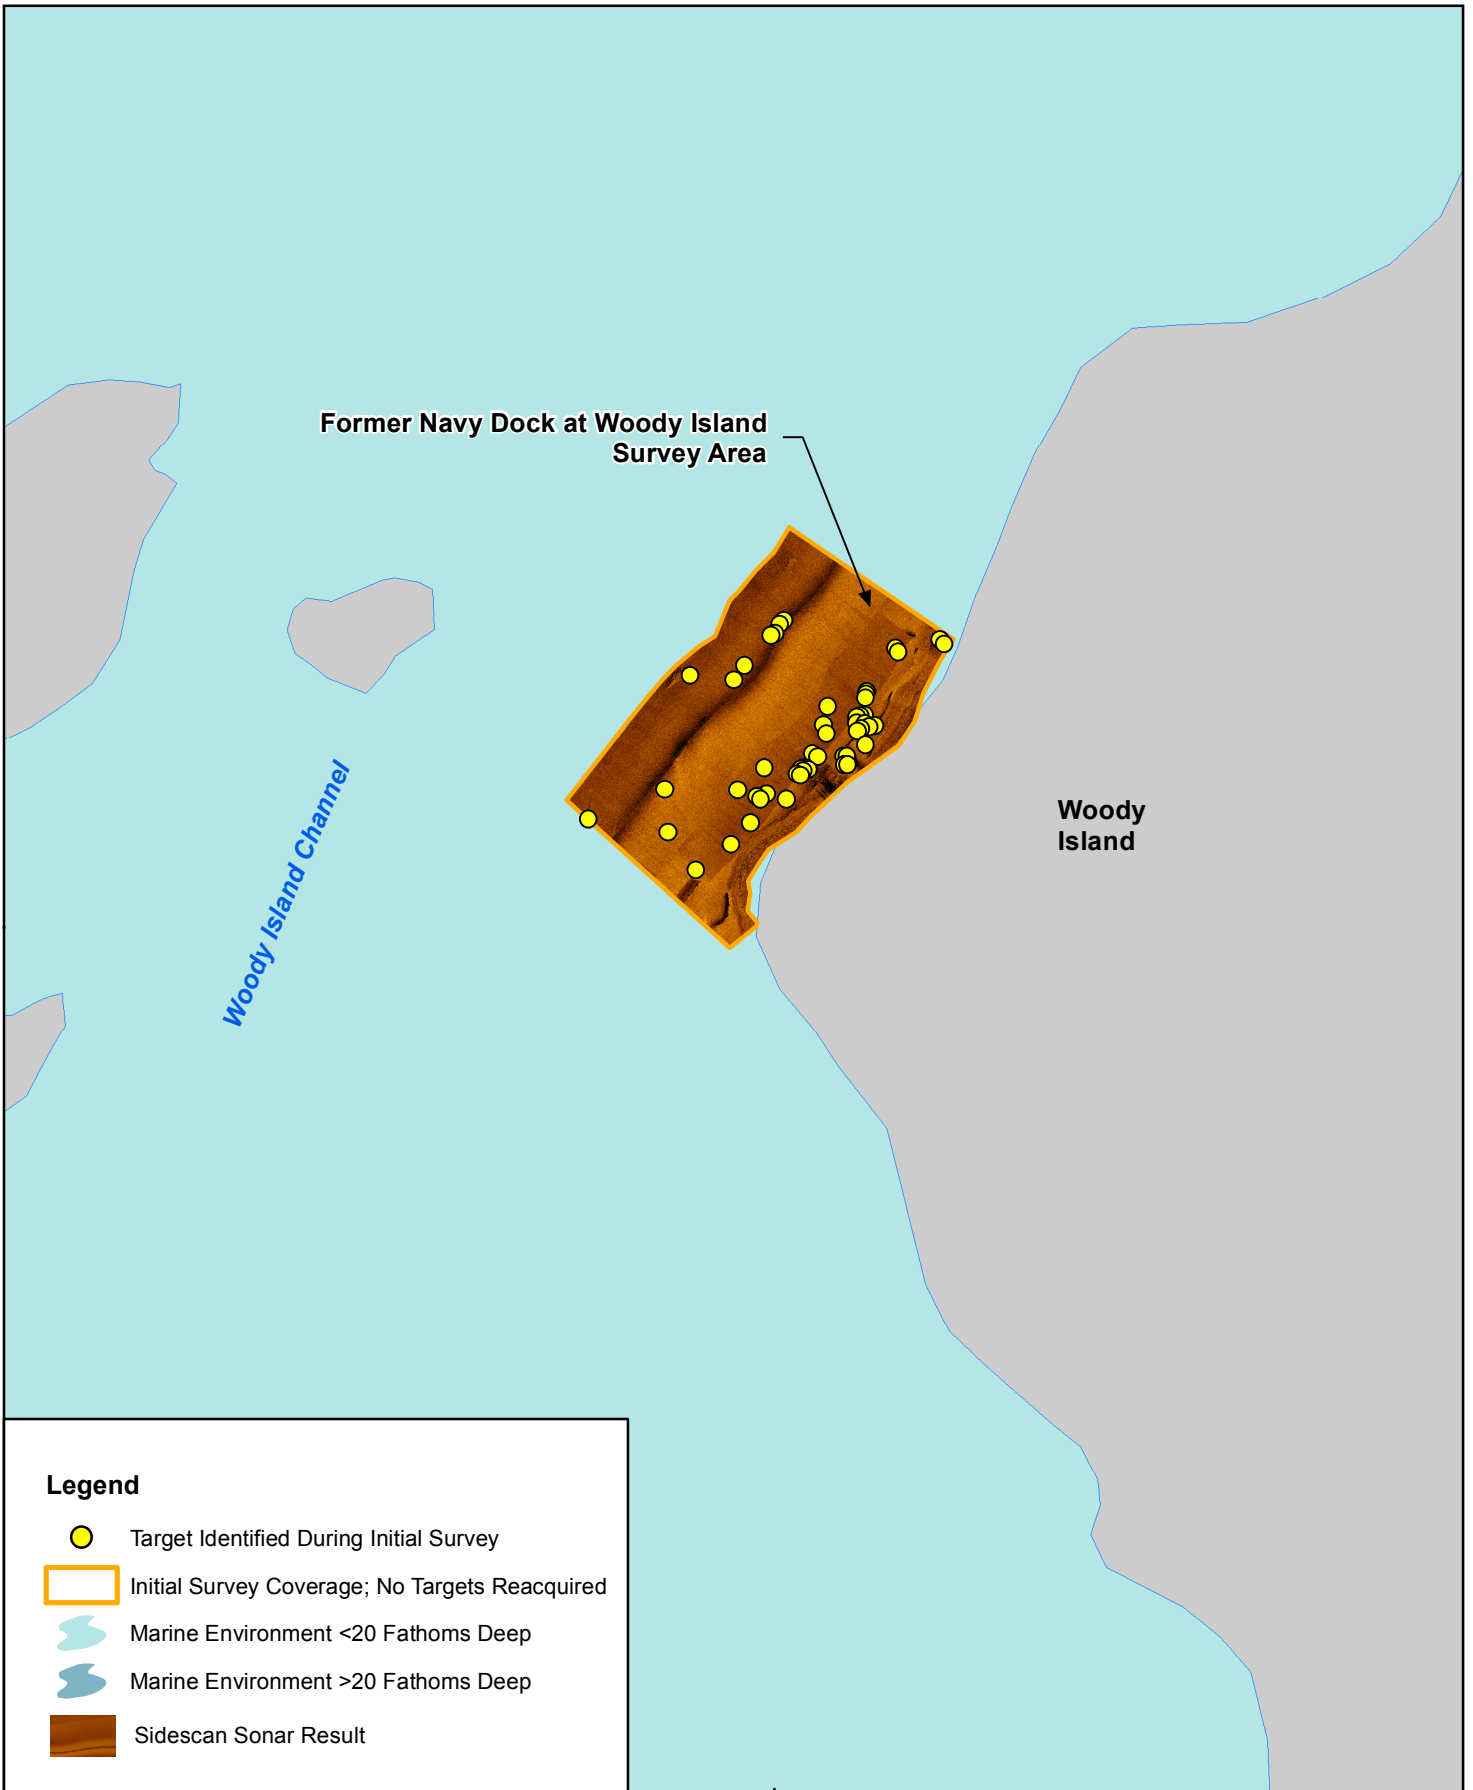 Former Navy Dock at Woody Island
Survey Area
Woody
Island
Woody Island Channel
Legend
Target Identified During Initial Survey
Initial Survey Coverage; No Targets Reacquired
Marine Environment <20 Fathoms Deep
Marine Environment >20 Fathoms Deep
Sidescan Sonar Result